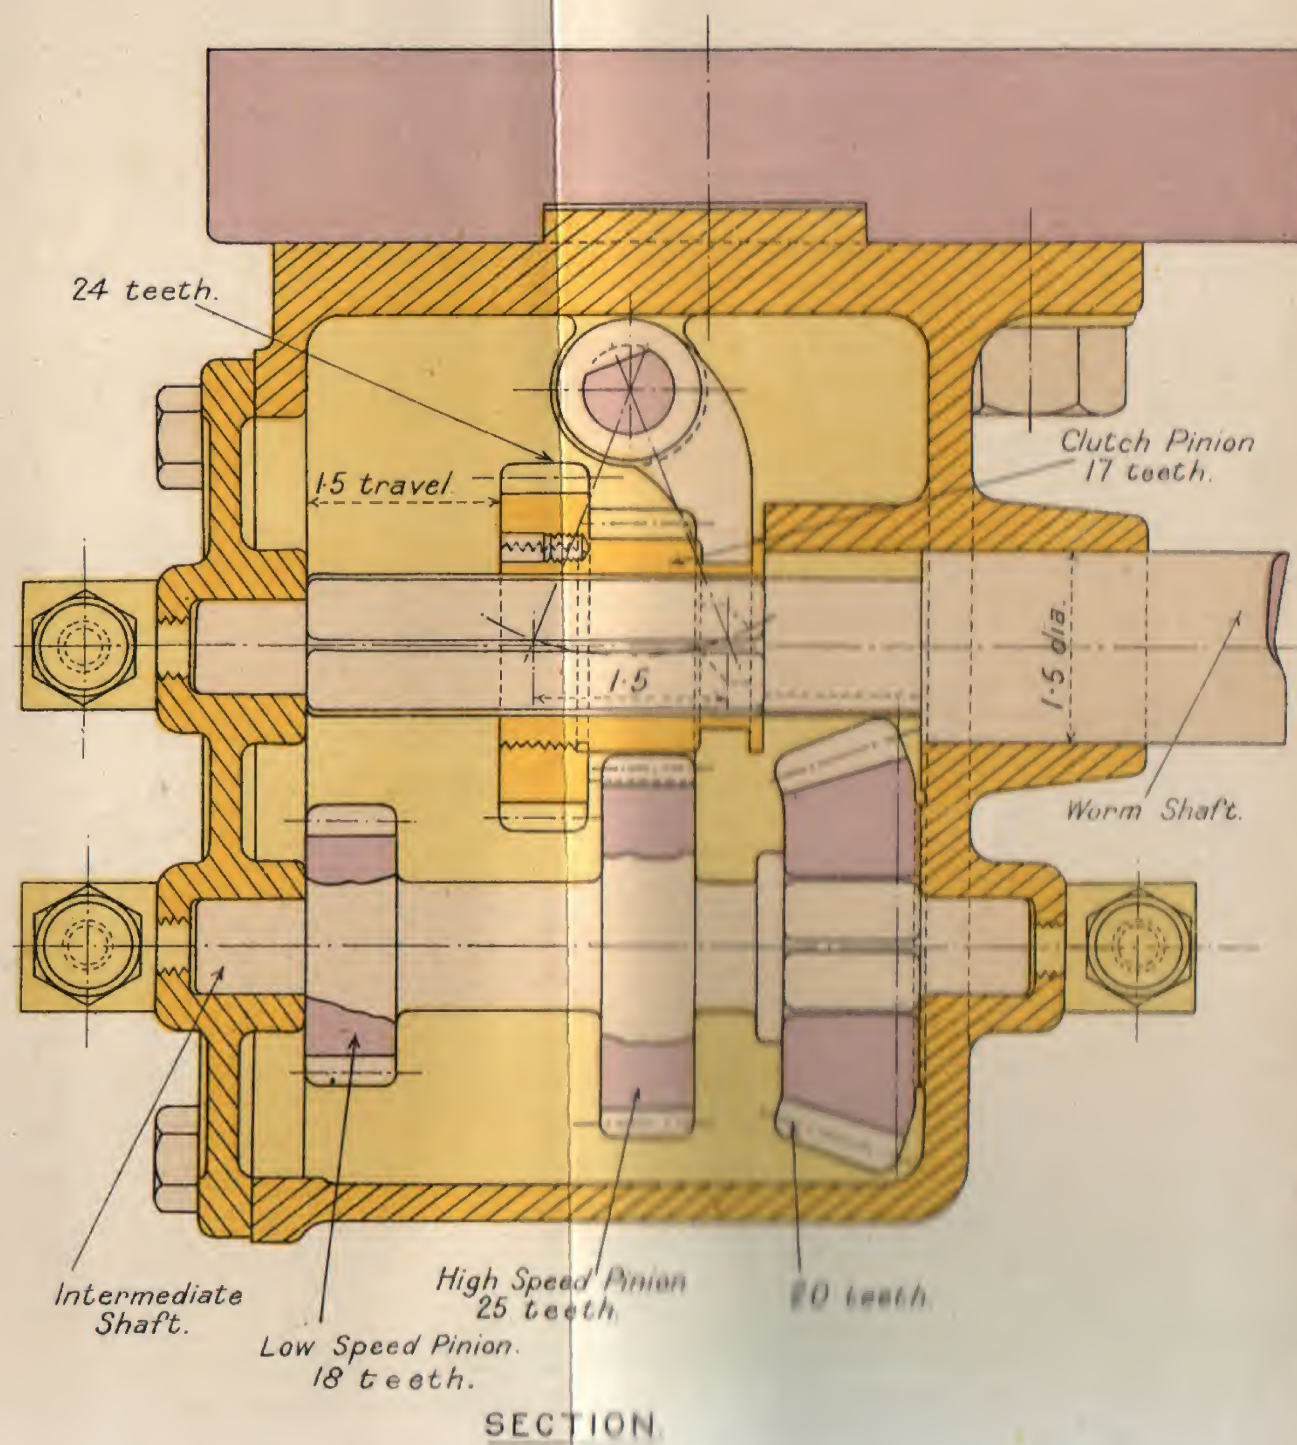 24 teeth.
1·5 travel.
Clutch Pinion
17 teeth.
1·5
1·5 dia.
Worm Shaft.
Intermediate
Shaft.
Low Speed Pinion.
18 teeth.
High Speed Pinion
25 teeth.
20 teeth.
SECTION.